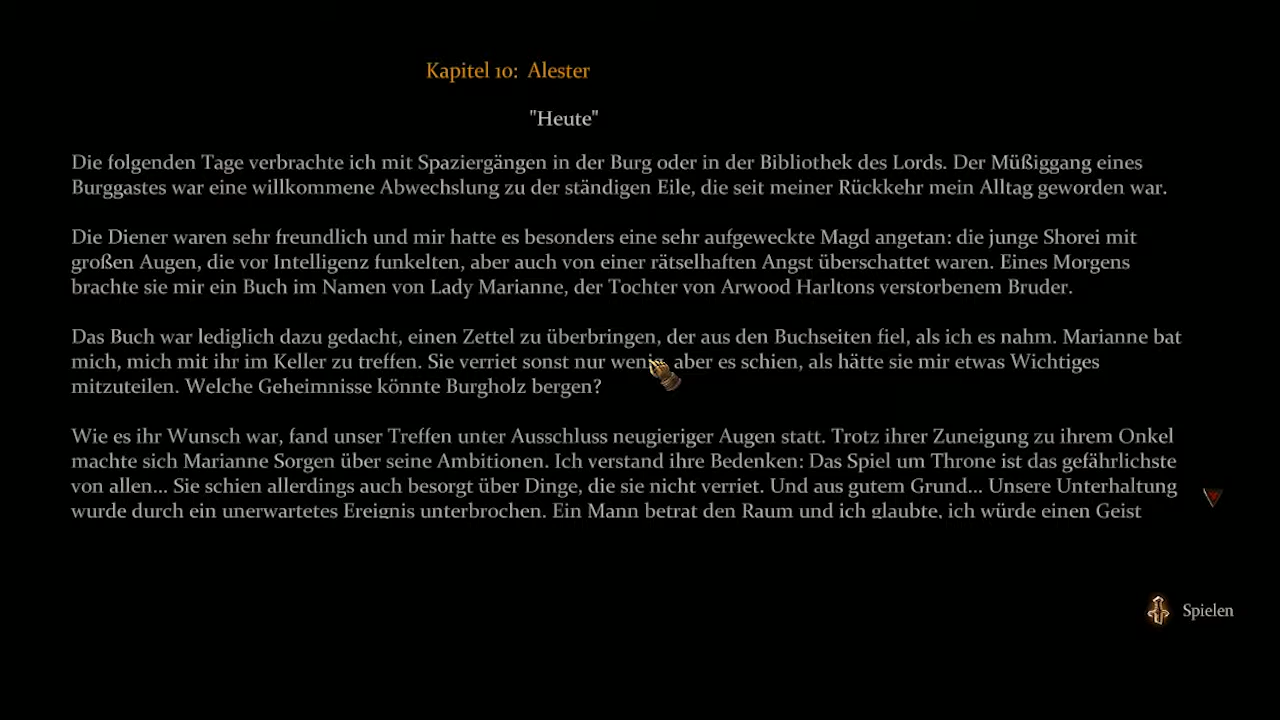 Kapitel 10: Alester
"Heute"
Die folgenden Tage verbrachte ich mit Spaziergängen in der Burg oder in der Bibliothek des Lords. Der Müßiggang eines
Burggastes war eine willkommene Abwechslung zu der ständigen Eile, die seit meiner Rückkehr mein Alltag geworden war.
Die Diener waren sehr freundlich und mir hatte es besonders eine sehr aufgeweckte Magd angetan: die junge Shorei mit
großen Augen, die vor Intelligenz funkelten, aber auch von einer rätselhaften Angst überschattet waren. Eines Morgens
brachte sie mir ein Buch im Namen von Lady Marianne, der Tochter von Arwood Harltons verstorbenem Bruder.
Das Buch war lediglich dazu gedacht, einen Zettel zu überbringen, der aus den Buchseiten fiel, als ich es nahm. Marianne bat
mich, mich mit ihr im Keller zu treffen. Sie verriet sonst nur wenig, aber es schien, als hätte sie mir etwas Wichtiges
mitzuteilen. Welche Geheimnisse könnte Burgholz bergen?
Wie es ihr Wunsch war, fand unser Treffen unter Ausschluss neugieriger Augen statt. Trotz ihrer Zuneigung zu ihrem Onkel
machte sich Marianne Sorgen über seine Ambitionen. Ich verstand ihre Bedenken: Das Spiel um Throne ist das gefährlichste
von allen... Sie schien allerdings auch besorgt über Dinge, die sie nicht verriet. Und aus gutem Grund... Unsere Unterhaltung
wurde durch ein unerwartetes Ereignis unterbrochen. Ein Mann betrat den Raum und ich glaubte, ich würde einen Geist
Spielen